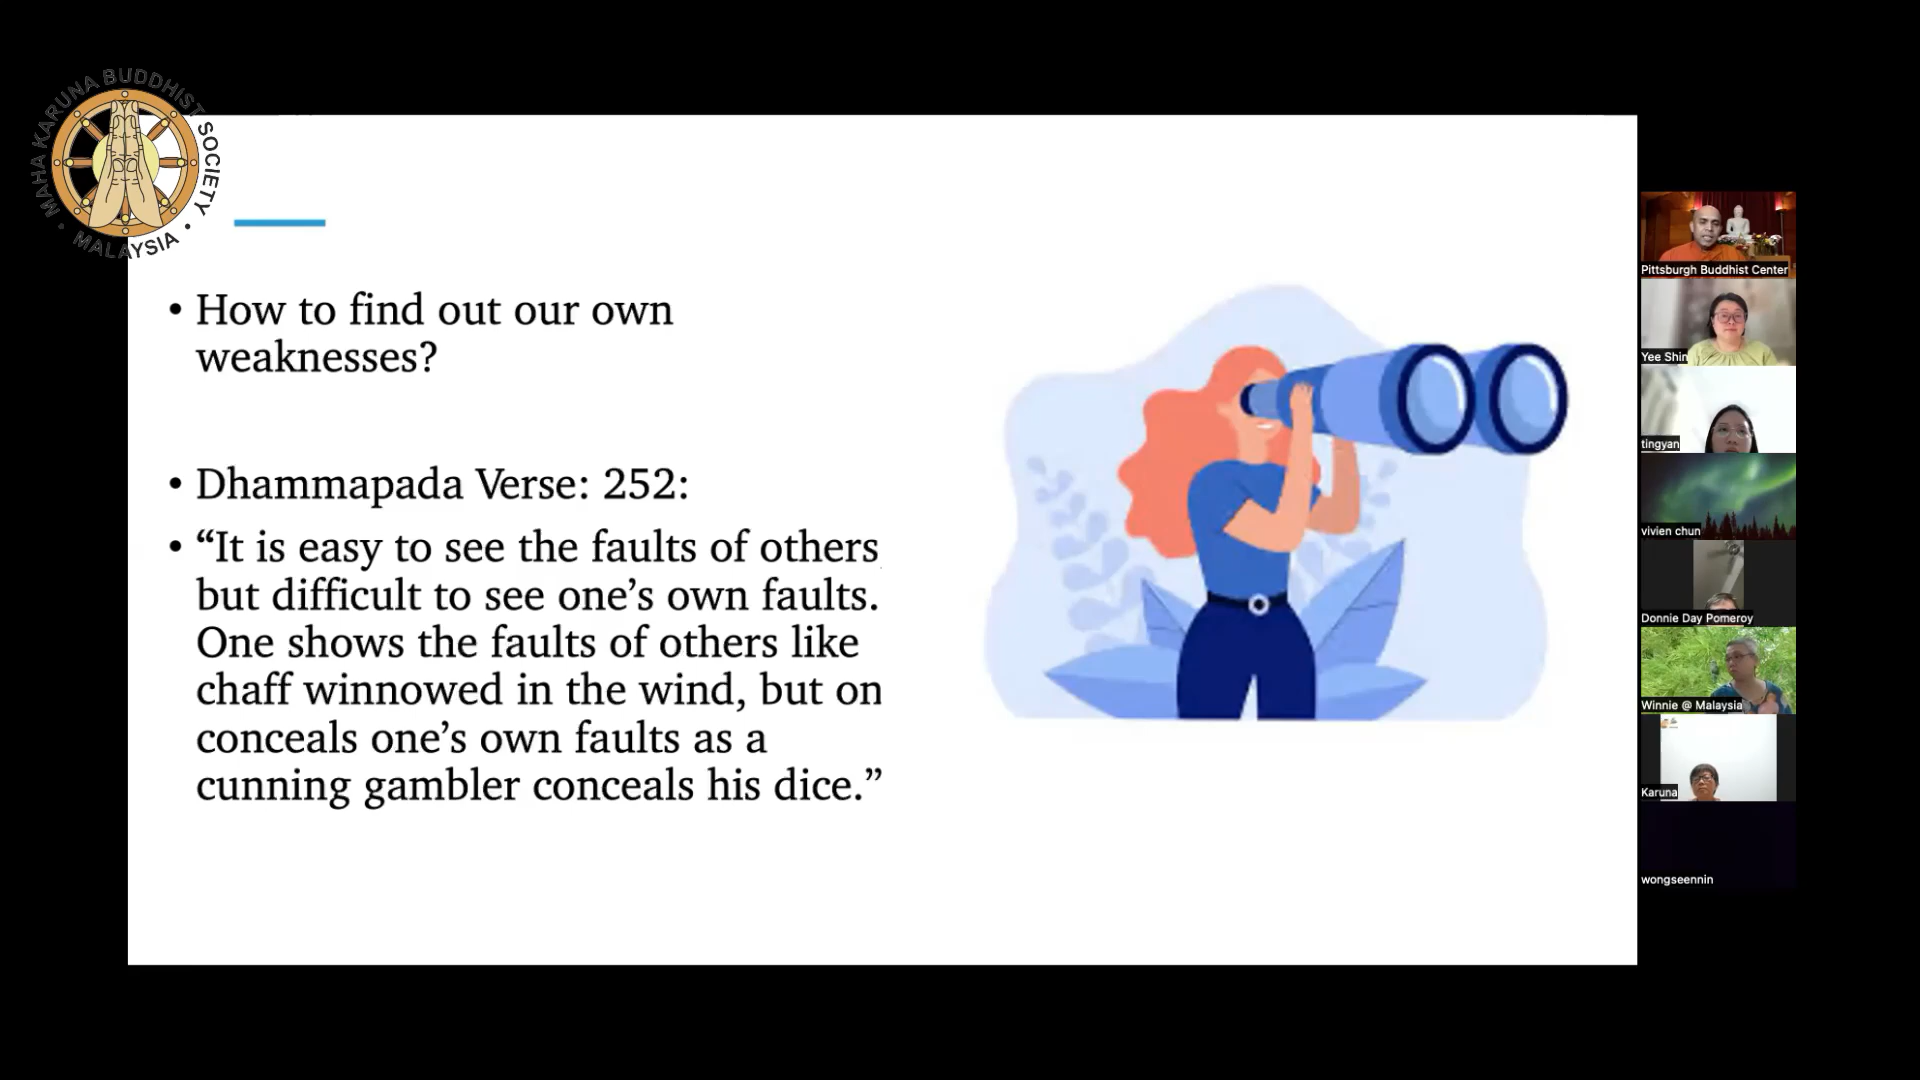 MAHA KARUNA BUDDHIST SOCIETY
• MALAYSIA •
• How to find out our own
weaknesses?
• Dhammapada Verse: 252:
• “It is easy to see the faults of others
but difficult to see one’s own faults.
One shows the faults of others like
chaff winnowed in the wind, but on
conceals one’s own faults as a
cunning gambler conceals his dice.”
Pittsburgh Buddhist Center
Yee Shin
tingyan
vivien chun
Donnie Day Pomeroy
Winnie @ Malaysia
Karuna
wongseennin